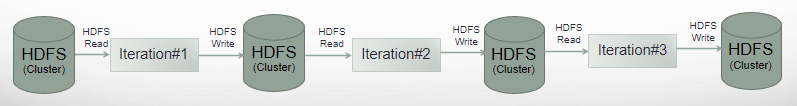 HDFS
(Cluster)
HDFS
Read
Iteration#1
HDFS
Write
HDFS
(Cluster)
HDFS
Read
Iteration#2
HDFS
Write
HDFS
(Cluster)
HDFS
Read
Iteration#3
HDFS
Write
HDFS
(Cluster)